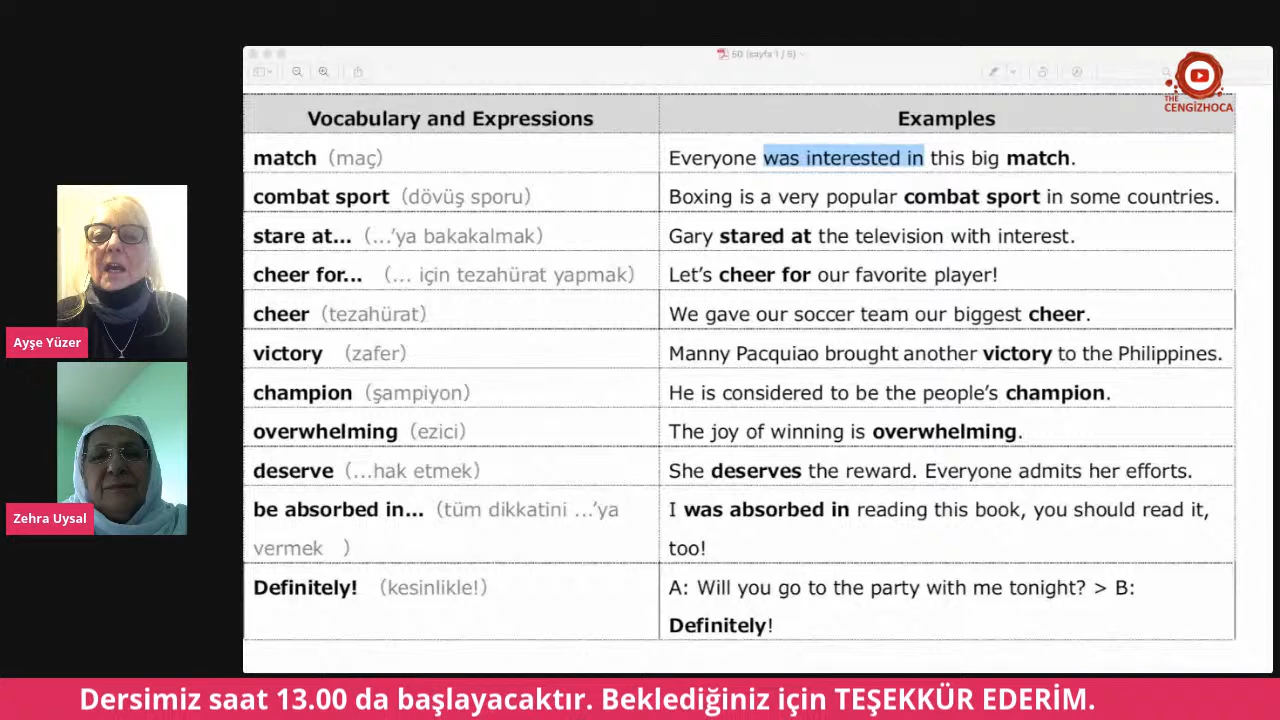 60 (sayfa 1 / 6)
THE
CENGİZHOCA
Vocabulary and Expressions
Examples
match (maç)
Everyone was interested in this big match.
combat sport (dövüş sporu)
Boxing is a very popular combat sport in some countries.
stare at... (...’ya bakakalmak)
Gary stared at the television with interest.
cheer for... (... için tezahürat yapmak)
Let’s cheer for our favorite player!
cheer (tezahürat)
We gave our soccer team our biggest cheer.
victory (zafer)
Manny Pacquiao brought another victory to the Philippines.
champion (şampiyon)
He is considered to be the people’s champion.
overwhelming (ezici)
The joy of winning is overwhelming.
deserve (...hak etmek)
She deserves the reward. Everyone admits her efforts.
be absorbed in... (tüm dikkatini ...’ya
vermek )
I was absorbed in reading this book, you should read it,
too!
Definitely! (kesinlikle!)
A: Will you go to the party with me tonight? > B:
Definitely!
Ayşe Yüzer
Zehra Uysal
Dersimiz saat 13.00 da başlayacaktır. Beklediğiniz için TEŞEKKÜR EDERİM.